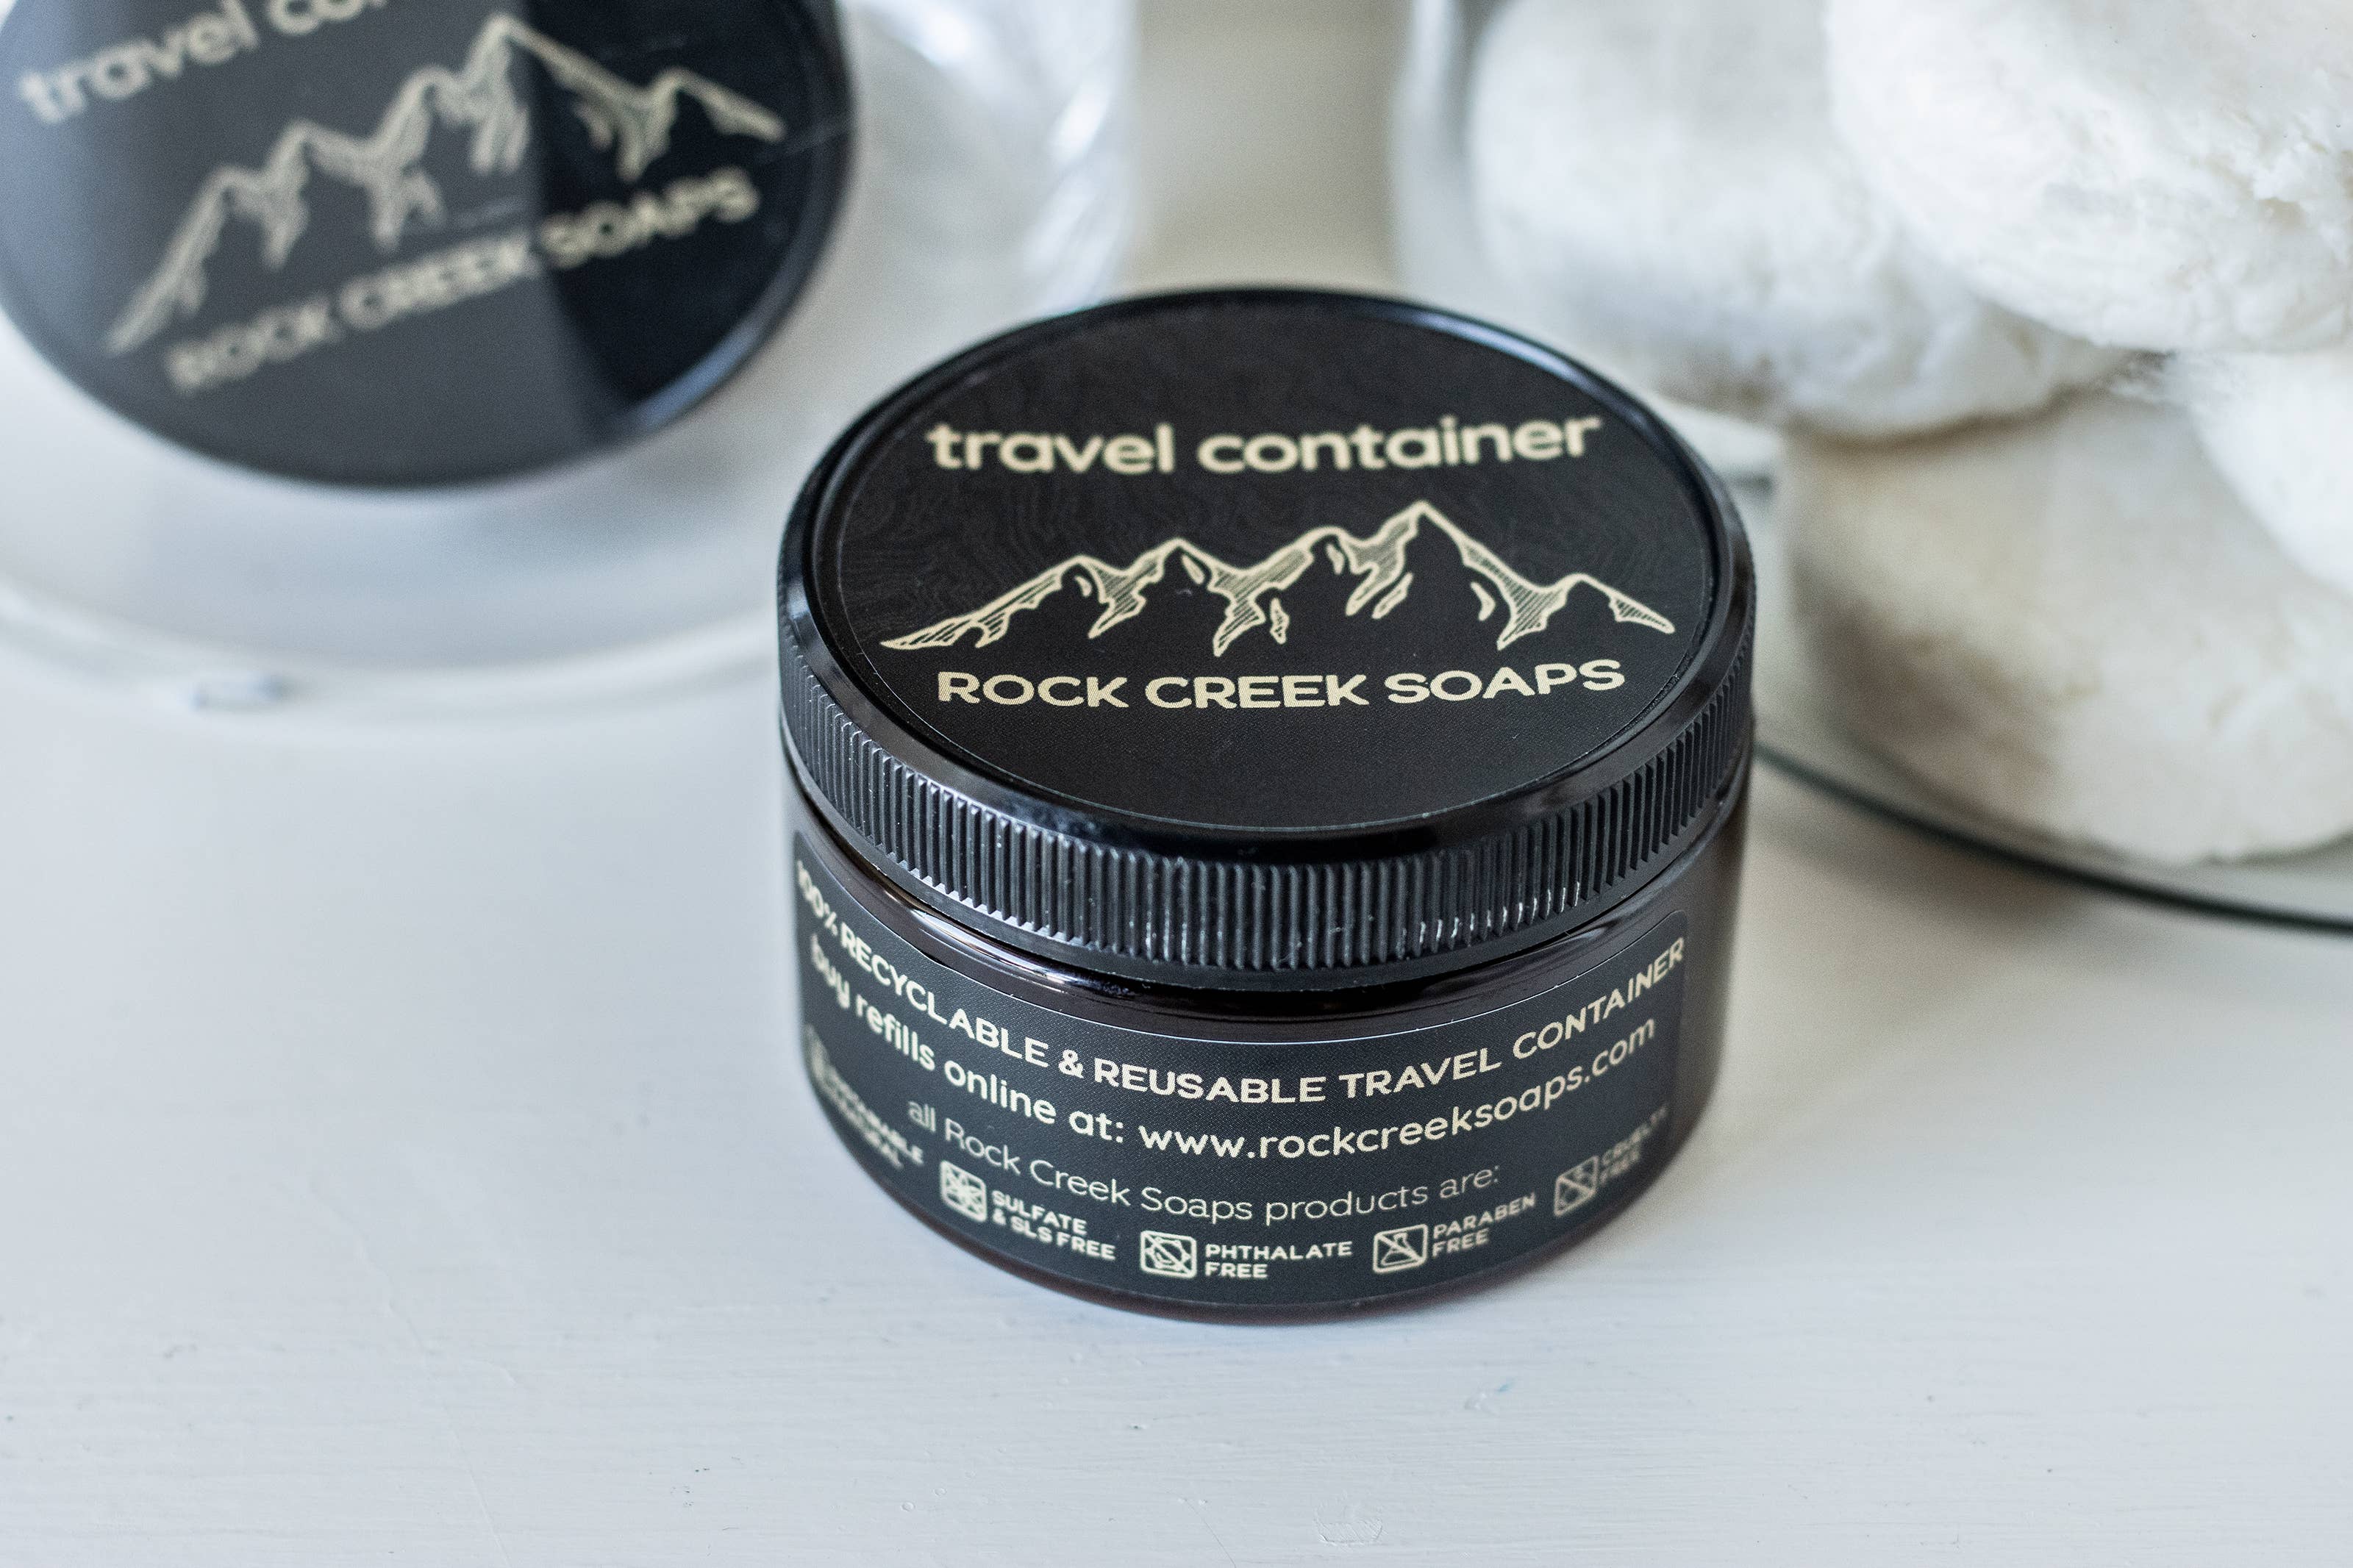 travel
ROCK CREEK SOAPS
travel container
ROCK CREEK SOAPS
100% RECYCLABLE & REUSABLE TRAVEL CONTAINER
buy refills online at: www.rockcreeksoaps.com
all Rock Creek Soaps products are:
SULFATE
& SLS FREE
PHTHALATE
FREE
PARABEN
FREE
CRUELTY
FREE